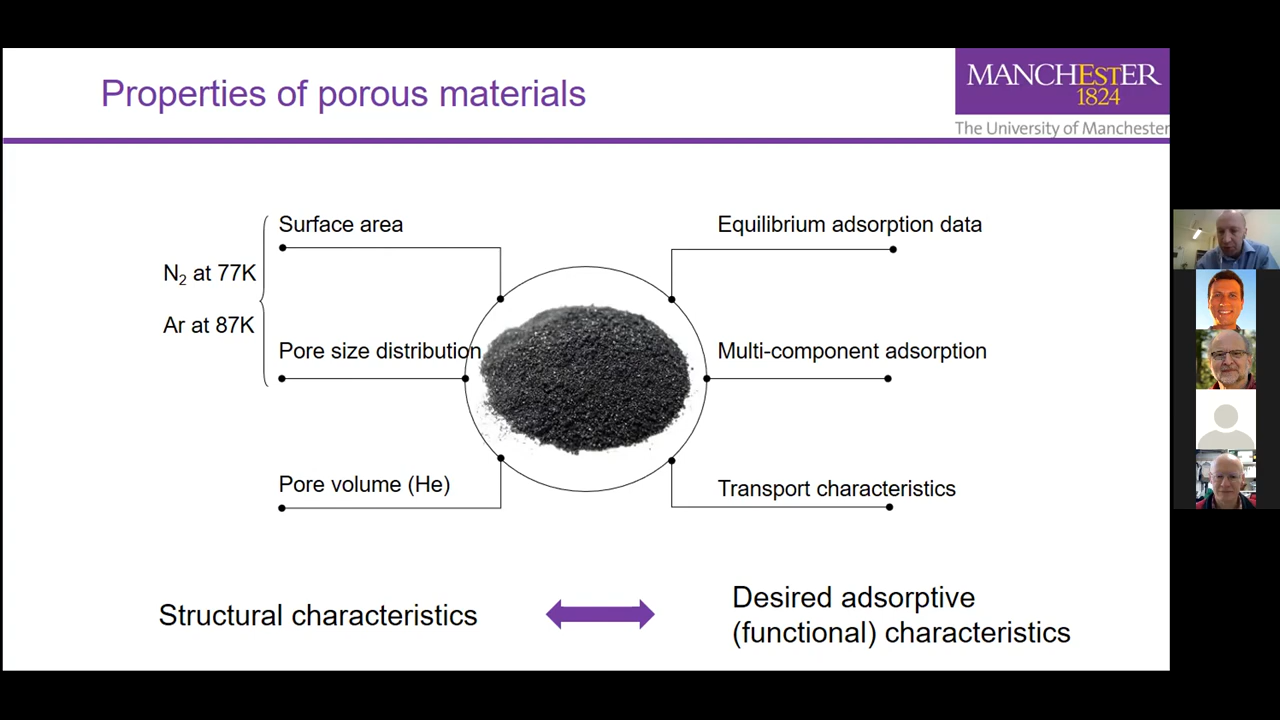 Properties of porous materials
MANCHESTER
1824
The University of Manchester
Surface area
N₂ at 77K
Ar at 87K
Pore size distribution
Pore volume (He)
Equilibrium adsorption data
Multi-component adsorption
Transport characteristics
Structural characteristics
Desired adsorptive
(functional) characteristics